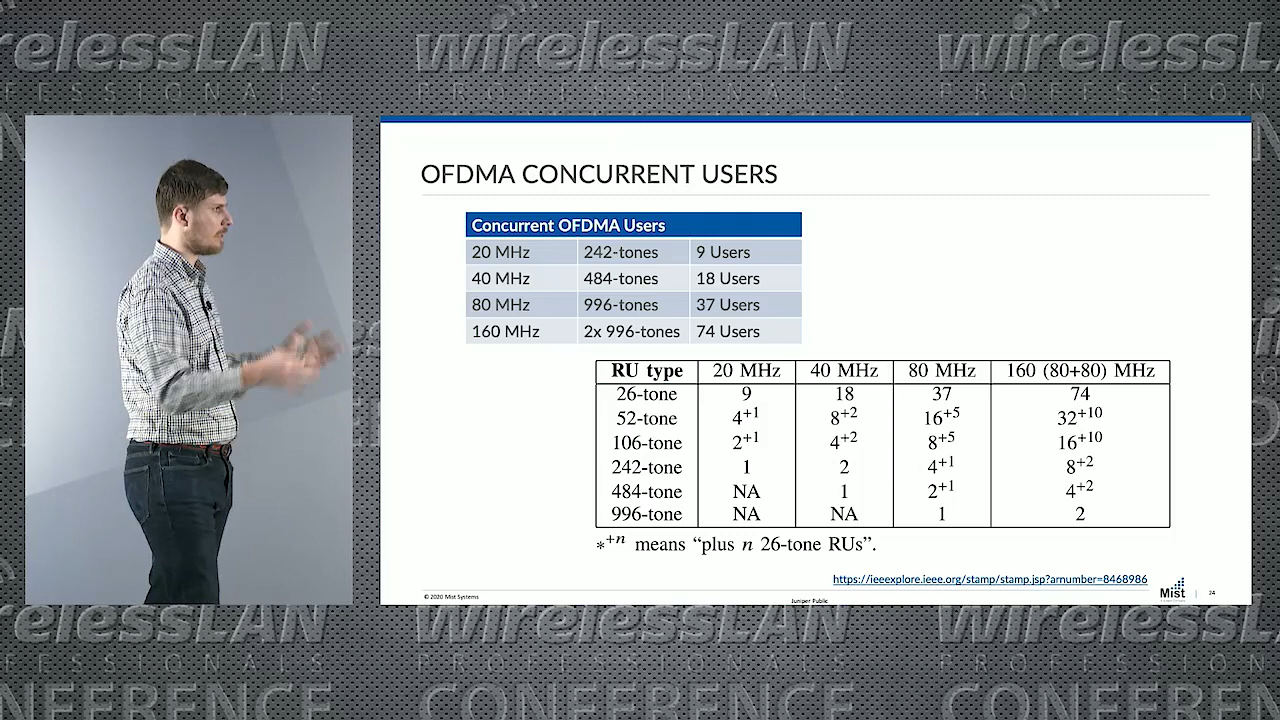 wirelessLAN
PROFESSIONALS
OFDMA CONCURRENT USERS
Concurrent OFDMA Users
20 MHz 242-tones 9 Users
40 MHz 484-tones 18 Users
80 MHz 996-tones 37 Users
160 MHz 2x 996-tones 74 Users
RU type 20 MHz 40 MHz 80 MHz 160 (80+80) MHz
26-tone 9 18 37 74
52-tone 4+1 8+2 16+5 32+10
106-tone 2+1 4+2 8+5 16+10
242-tone 1 2 4+1 8+2
484-tone NA 1 2+1 4+2
996-tone NA NA 1 2
*+n means “plus n 26-tone RUs”.
https://ieeexplore.ieee.org/stamp/stamp.jsp?arnumber=8468986
© 2020 Mist Systems
Juniper Public
Mist
24
wirelessLAN
PROFESSIONALS
CONFERENCE